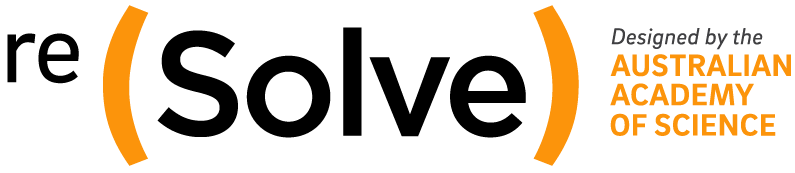 re(Solve)
Designed by the
AUSTRALIAN
ACADEMY
OF SCIENCE